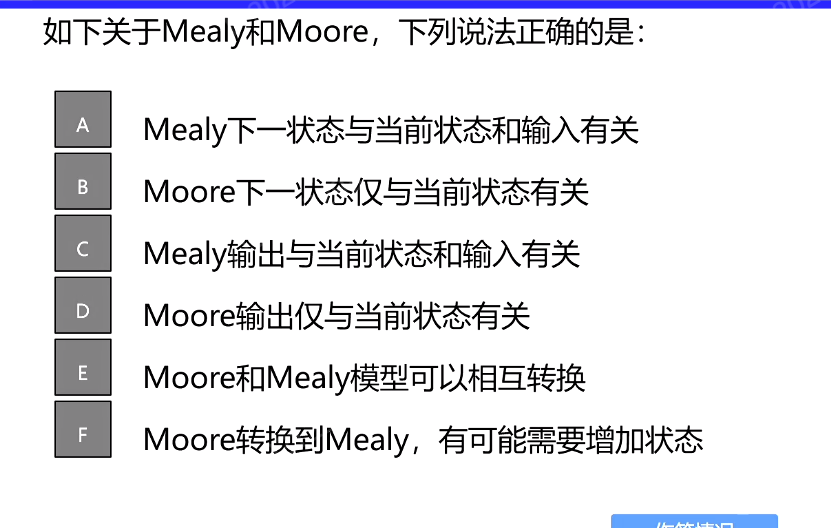 如下关于Mealy和Moore，下列说法正确的是：
A Mealy下一状态与当前状态和输入有关
B Moore下一状态仅与当前状态有关
C Mealy输出与当前状态和输入有关
D Moore输出仅与当前状态有关
E Moore和Mealy模型可以相互转换
F Moore转换到Mealy，有可能需要增加状态